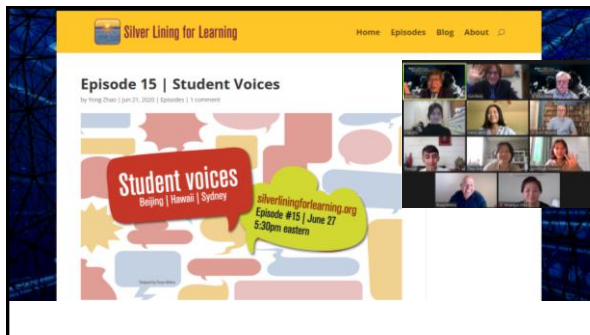 Silver Lining for Learning
Home Episodes Blog About
Episode 15 | Student Voices
by Yong Zhao | Jun 21, 2020 | Episodes | 1 comment
Student voices
Beijing | Hawaii | Sydney
silverliningforlearning.org
Episode #15 | June 27
5:30pm eastern